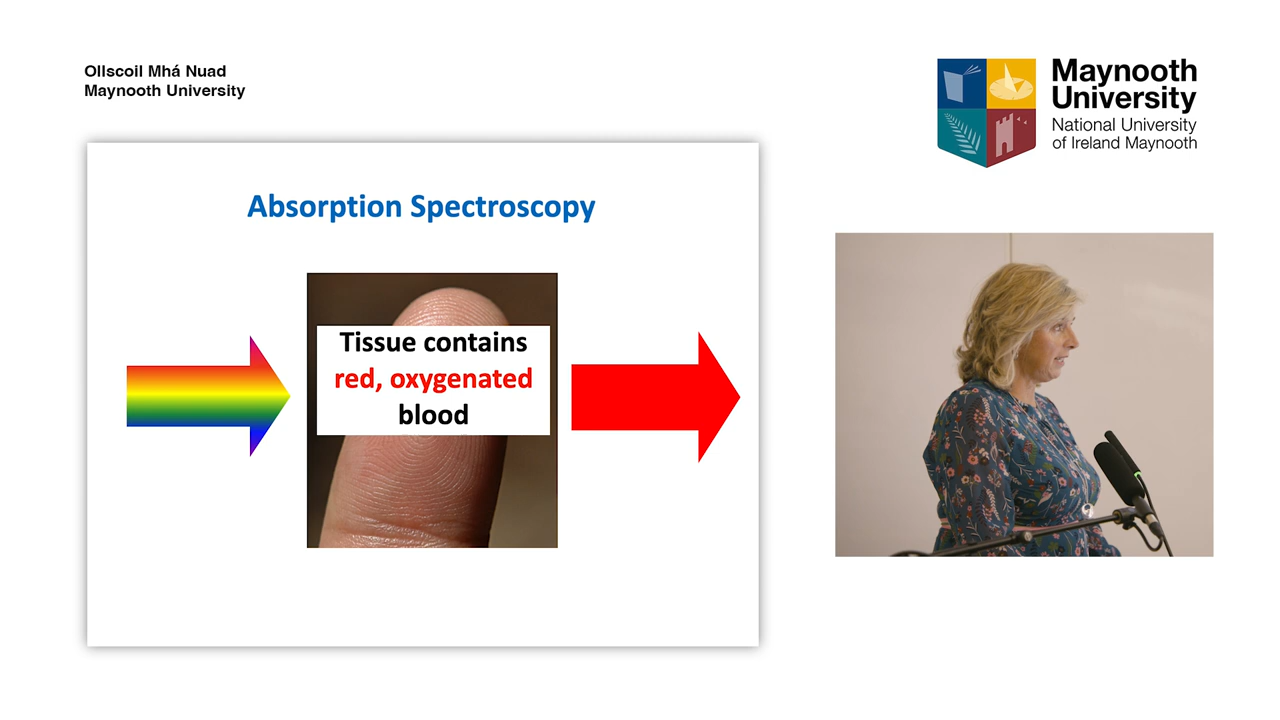 Ollscoil Mhá Nuad
Maynooth University
Maynooth
University
National University
of Ireland Maynooth
Absorption Spectroscopy
Tissue contains
red, oxygenated
blood